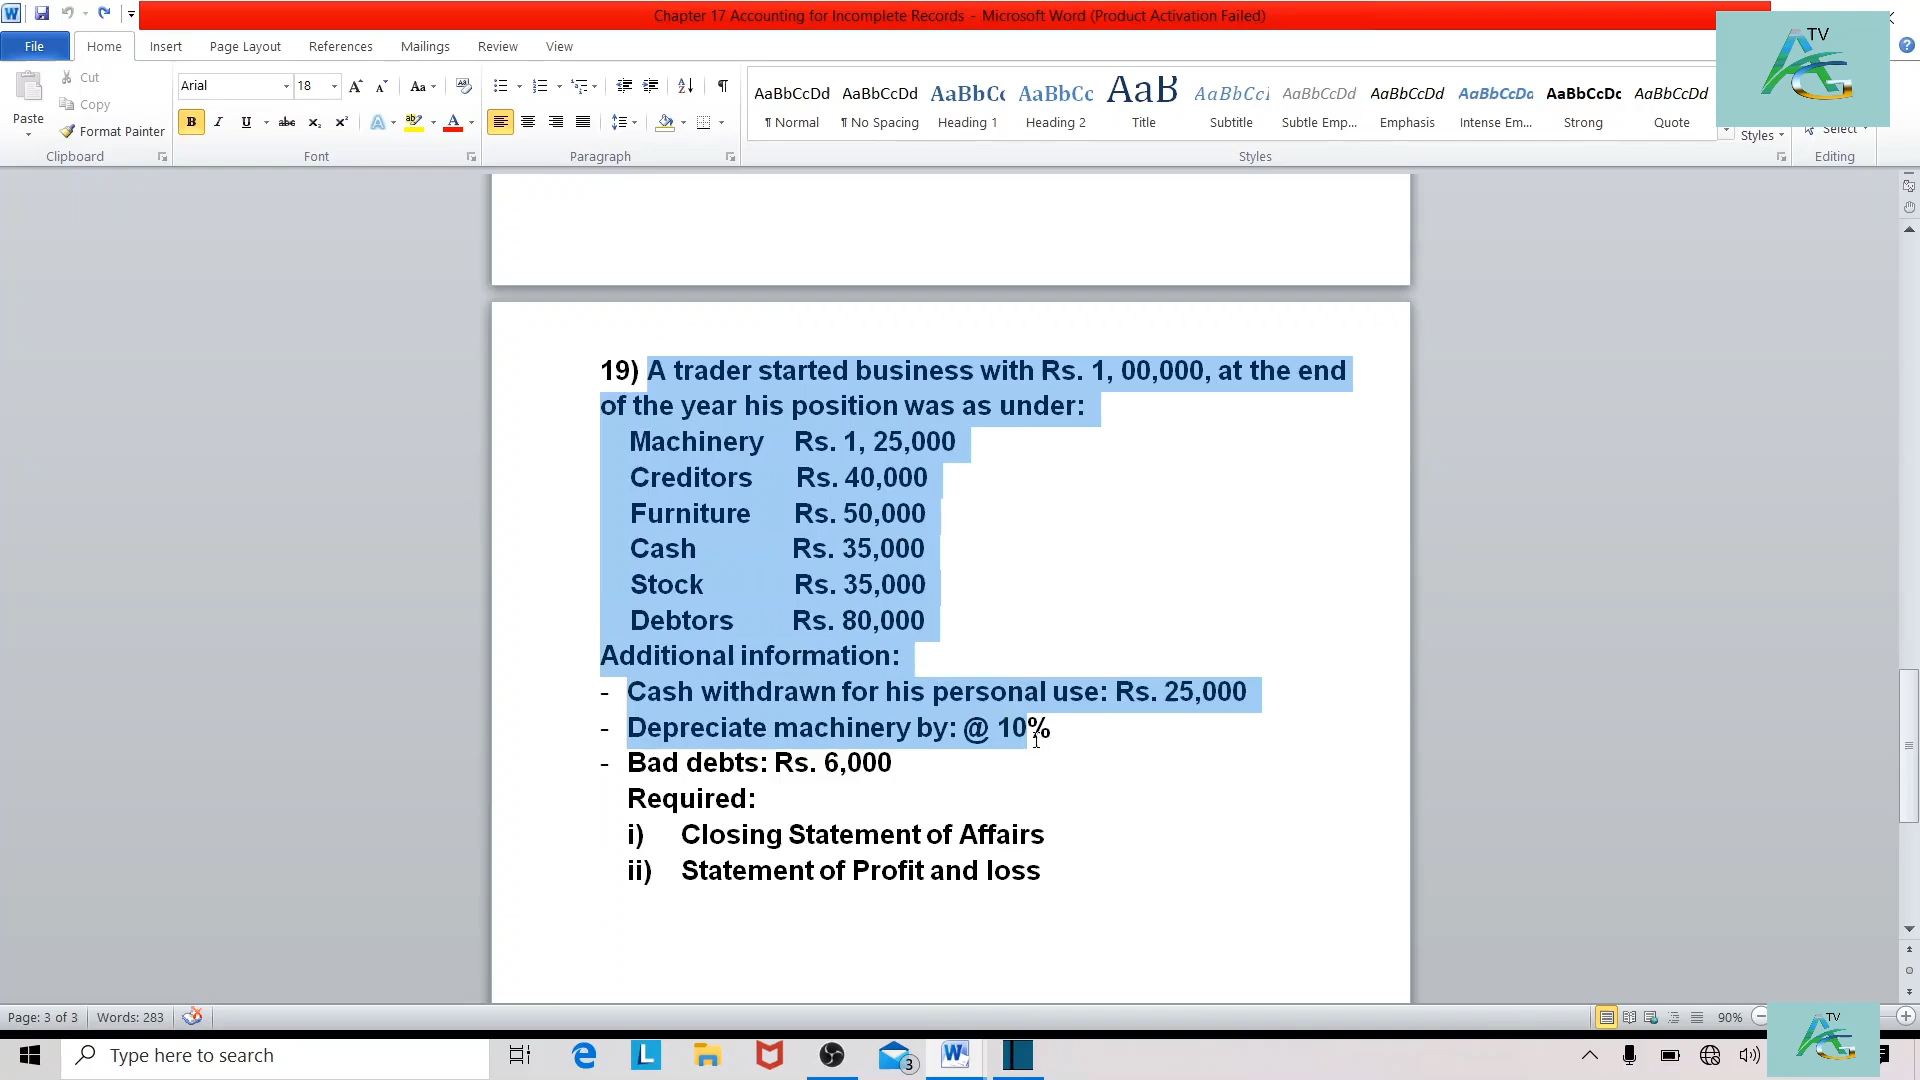 Chapter 17 Accounting for Incomplete Records - Microsoft Word (Product Activation Failed)
TV
File Home Insert Page Layout References Mailings Review View
Cut
Copy
Paste
Format Painter
Arial 18
AaBbCcDd AaBbCcDd AaBbCc AaBbCc AaB AaBbCcI AaBbCcDd AaBbCcDd AaBbCcDd AaBbCcDc AaBbCcDd
¶ Normal ¶ No Spacing Heading 1 Heading 2 Title Subtitle Subtle Emp... Emphasis Intense Em... Strong Quote
Styles Select
Clipboard Font Paragraph Styles Editing
19) A trader started business with Rs. 1, 00,000, at the end
of the year his position was as under:
Machinery Rs. 1, 25,000
Creditors Rs. 40,000
Furniture Rs. 50,000
Cash Rs. 35,000
Stock Rs. 35,000
Debtors Rs. 80,000
Additional information:
- Cash withdrawn for his personal use: Rs. 25,000
- Depreciate machinery by: @ 10%
- Bad debts: Rs. 6,000
Required:
i) Closing Statement of Affairs
ii) Statement of Profit and loss
Page: 3 of 3 Words: 283 90%
TV
Type here to search
3